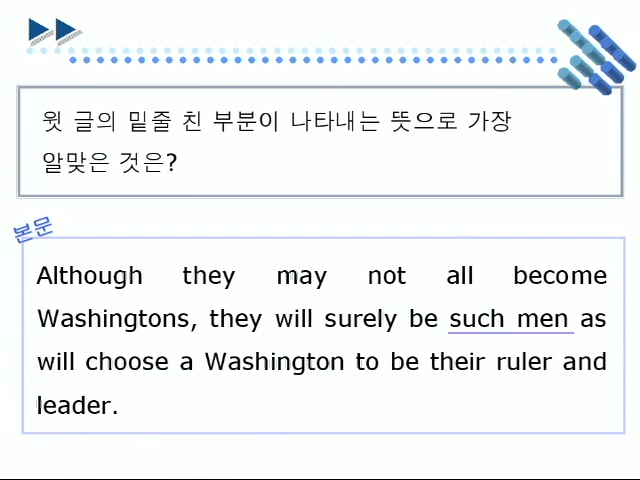 윗 글의 밑줄 친 부분이 나타내는 뜻으로 가장
알맞은 것은?
본문
Although they may not all become
Washingtons, they will surely be such men as
will choose a Washington to be their ruler and
leader.